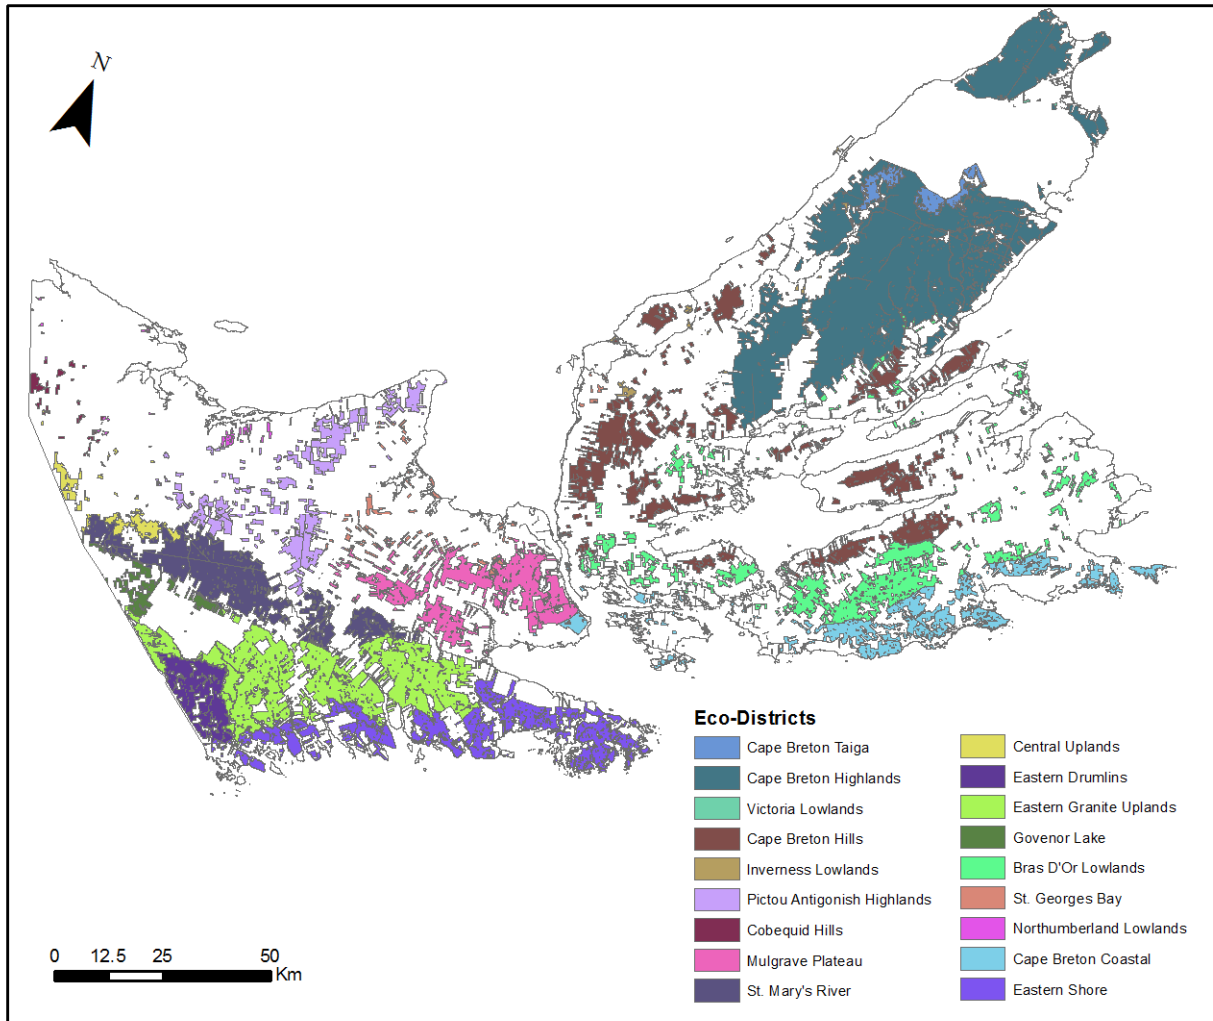 N
Eco-Districts
Cape Breton Taiga
Cape Breton Highlands
Victoria Lowlands
Cape Breton Hills
Inverness Lowlands
Pictou Antigonish Highlands
Cobequid Hills
Mulgrave Plateau
St. Mary's River
Central Uplands
Eastern Drumlins
Eastern Granite Uplands
Govenor Lake
Bras D'Or Lowlands
St. Georges Bay
Northumberland Lowlands
Cape Breton Coastal
Eastern Shore
0 12.5 25 50
Km